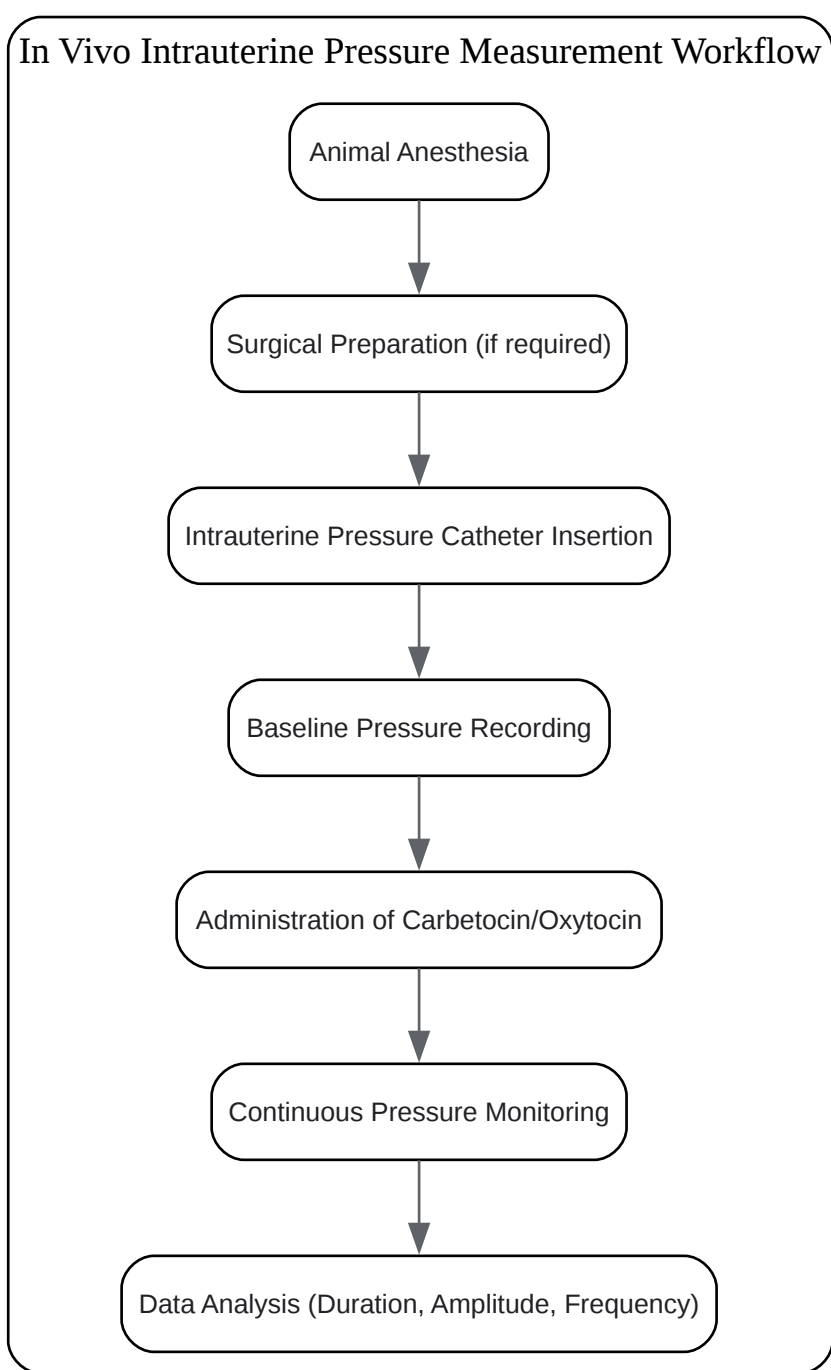 In Vivo Intrauterine Pressure Measurement Workflow
Animal Anesthesia
Surgical Preparation (if required)
Intrauterine Pressure Catheter Insertion
Baseline Pressure Recording
Administration of Carbetocin/Oxytocin
Continuous Pressure Monitoring
Data Analysis (Duration, Amplitude, Frequency)